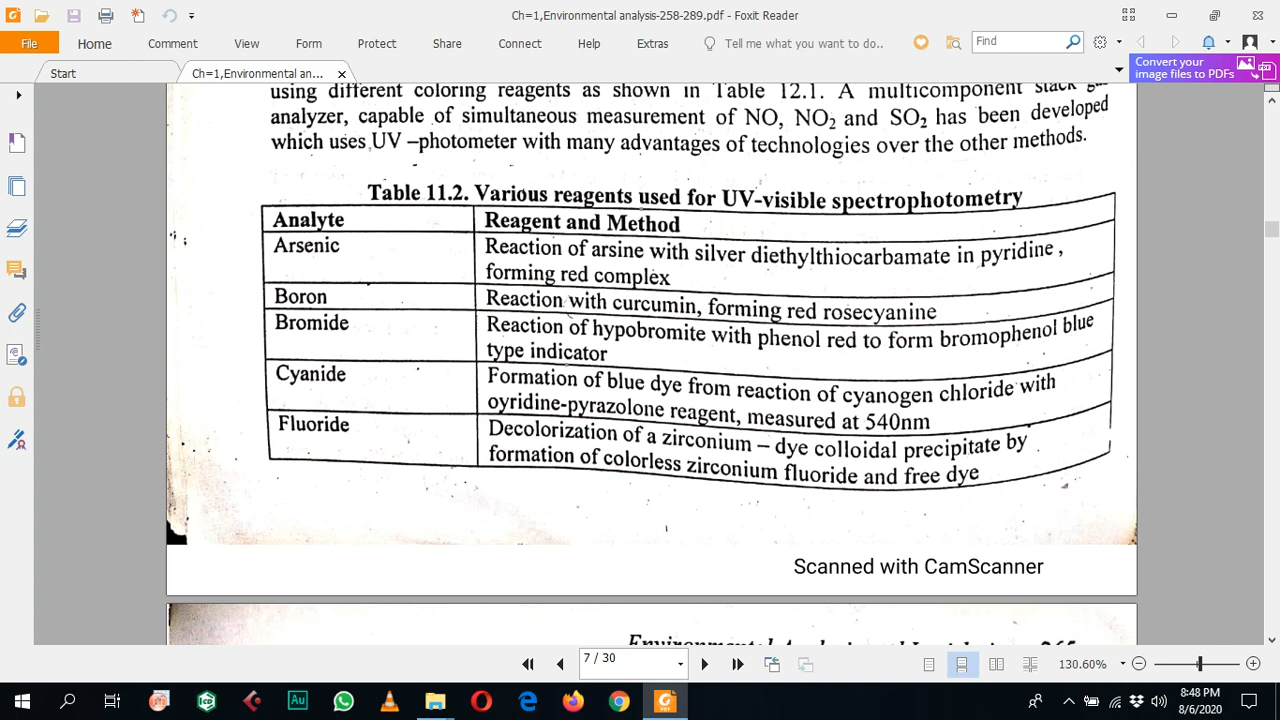 Ch=1,Environmental analysis-258-289.pdf - Foxit Reader
File Home Comment View Form Protect Share Connect Help Extras Tell me what you want to do.. Find
Start Ch=1,Environmental an...
Convert your
image files to PDFs
using different coloring reagents as shown in Table 12.1. A multicomponent stack
analyzer, capable of simultaneous measurement of NO, NO₂ and SO₂ has been developed
which uses UV –photometer with many advantages of technologies over the other methods.
Table 11.2. Various reagents used for UV-visible spectrophotometry
Analyte Reagent and Method
Arsenic Reaction of arsine with silver diethylthiocarbamate in pyridine ,
forming red complex
Boron Reaction with curcumin, forming red rosecyanine
Bromide Reaction of hypobromite with phenol red to form bromophenol blue
type indicator
Cyanide Formation of blue dye from reaction of cyanogen chloride with
oyridine-pyrazolone reagent, measured at 540nm
Fluoride Decolorization of a zirconium – dye colloidal precipitate by
formation of colorless zirconium fluoride and free dye
Scanned with CamScanner
7 / 30
130.60%
Au
8:48 PM
8/6/2020